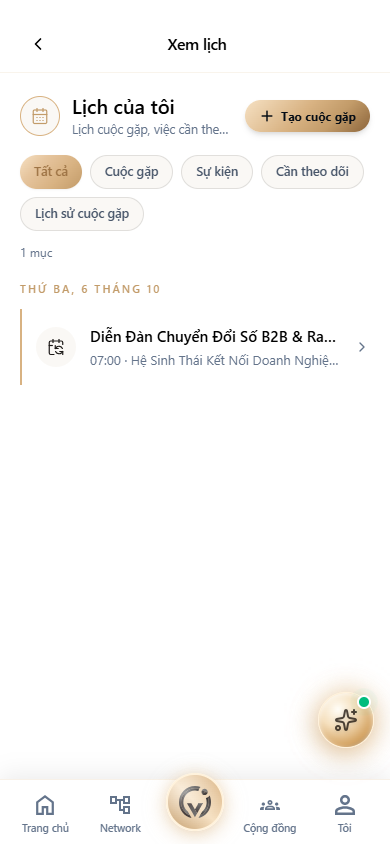 Xem lịch
Lịch của tôi
Lịch cuộc gặp, việc cần the...
Tạo cuộc gặp
Tất cả
Cuộc gặp
Sự kiện
Cần theo dõi
Lịch sử cuộc gặp
1 mục
THỨ BA, 6 THÁNG 10
Diễn Đàn Chuyển Đổi Số B2B & Ra...
07:00 · Hệ Sinh Thái Kết Nối Doanh Nghiệ...
Trang chủ
Network
Cộng đồng
Tôi